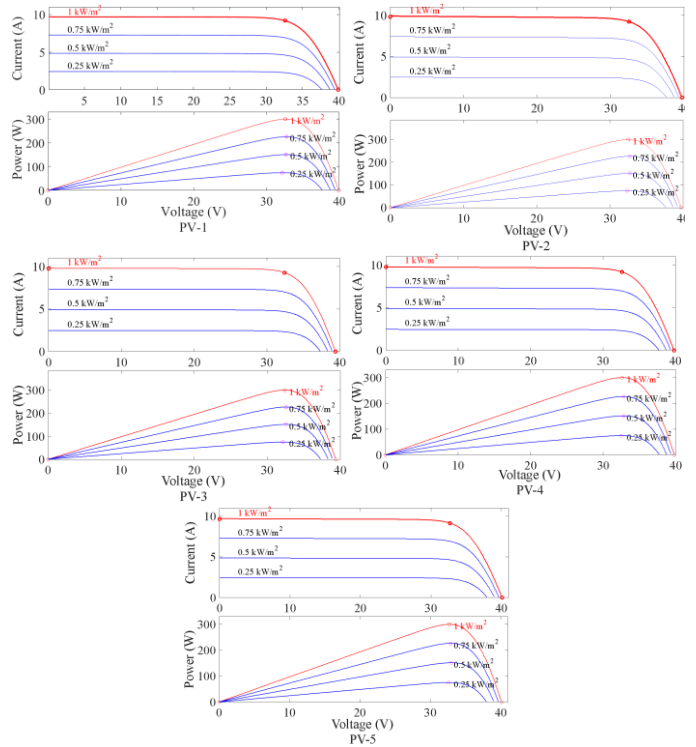 Current (A)
10
5
0
1 kW/m²
0.75 kW/m²
0.5 kW/m²
0.25 kW/m²
5 10 15 20 25 30 35 40
Power (W)
300
200
100
0
1 kW/m²
0.75 kW/m²
0.5 kW/m²
0.25 kW/m²
0 10 20 30 40
Voltage (V)
PV-1
Current (A)
10
5
0
1 kW/m²
0.75 kW/m²
0.5 kW/m²
0.25 kW/m²
0 10 20 30 40
Power (W)
300
200
100
0
1 kW/m²
0.75 kW/m²
0.5 kW/m²
0.25 kW/m²
0 10 20 30 40
Voltage (V)
PV-2
Current (A)
10
5
0
1 kW/m²
0.75 kW/m²
0.5 kW/m²
0.25 kW/m²
0 10 20 30 40
Power (W)
300
200
100
0
1 kW/m²
0.75 kW/m²
0.5 kW/m²
0.25 kW/m²
0 10 20 30 40
Voltage (V)
PV-3
Current (A)
10
5
0
1 kW/m²
0.75 kW/m²
0.5 kW/m²
0.25 kW/m²
0 10 20 30 40
Power (W)
300
200
100
0
1 kW/m²
0.75 kW/m²
0.5 kW/m²
0.25 kW/m²
0 10 20 30 40
Voltage (V)
PV-4
Current (A)
10
5
0
1 kW/m²
0.75 kW/m²
0.5 kW/m²
0.25 kW/m²
0 10 20 30 40
Power (W)
300
200
100
0
1 kW/m²
0.75 kW/m²
0.5 kW/m²
0.25 kW/m²
0 10 20 30 40
Voltage (V)
PV-5